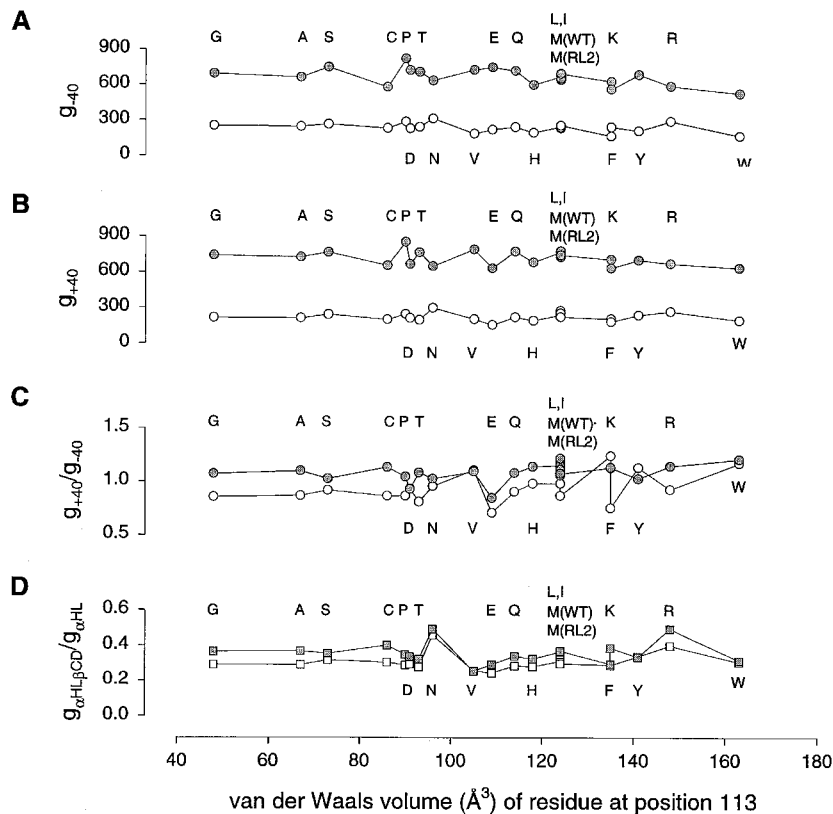 A
G A S C P T E Q L,I K R
M(WT)
M(RL2)
g-40
900
600
300
0
D N V H F Y W
B
G A S C P T E Q L,I K R
M(WT)
M(RL2)
g+40
900
600
300
0
D N V H F Y W
C
G A S C P T E Q L,I K R
M(WT)
M(RL2)
g+40/g-40
1.5
1.0
0.5
D N V H F Y W
D
G A S C P T E Q L,I K R
M(WT)
M(RL2)
gαHLβCD/gαHL
0.6
0.4
0.2
0.0
D N V H F Y W
40 60 80 100 120 140 160 180
van der Waals volume (Å3) of residue at position 113